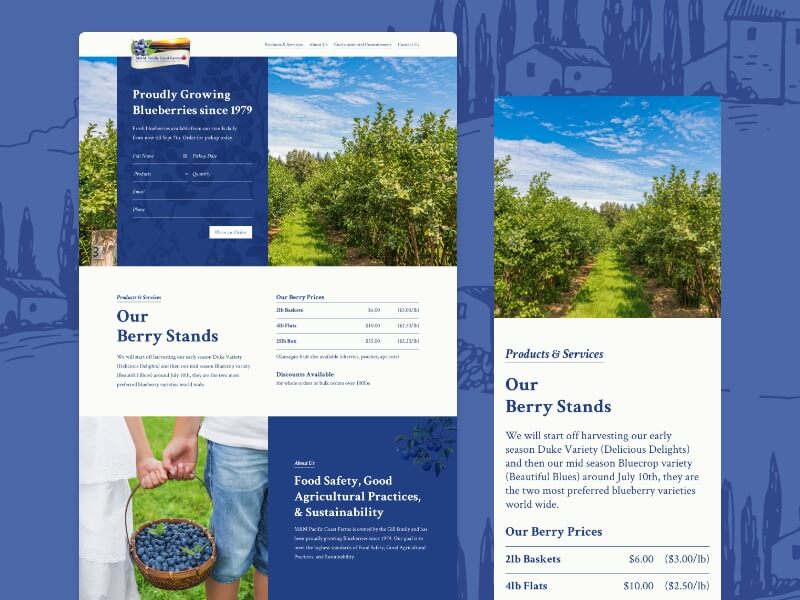 M&M Pacific Coast Farms
Products & Services   About Us   Environmental Commitment   Contact Us
Proudly Growing
Blueberries since 1979
Fresh blueberries available from our stands daily
from now till Sept 7th. Order for pickup today.
Full Name   Pickup Date
Products   Quantity
Email
Phone
Place an Order
3
Products & Services
Our
Berry Stands
We will start off harvesting our early
season Duke Variety
(Delicious Delights) and then our mid season Bluecrop variety
(Beautiful Blues) around July 10th, they are the two most
preferred blueberry varieties world wide.
Our Berry Prices
2lb Baskets   $6.00   ($3.00/lb)
4lb Flats   $10.00   ($2.50/lb)
25lb Box   $55.00   ($2.20/lb)
Okanagan fruit also available (cherries, peaches, apricots)
Discounts Available
for whole orders or bulk orders over 100lbs
About Us
Food Safety, Good
Agricultural Practices,
& Sustainability
M&M Pacific Coast Farms is owned by the Gill family and has
been proudly growing Blueberries since 1979. Our goal is to
meet the highest standards of Food Safety, Good Agricultural
Practices and Sustainability.
Products & Services
Our
Berry Stands
We will start off harvesting our early
season Duke Variety (Delicious Delights)
and then our mid season Bluecrop variety
(Beautiful Blues) around July 10th, they are
the two most preferred blueberry varieties
world wide.
Our Berry Prices
2lb Baskets   $6.00   ($3.00/lb)
4lb Flats   $10.00   ($2.50/lb)